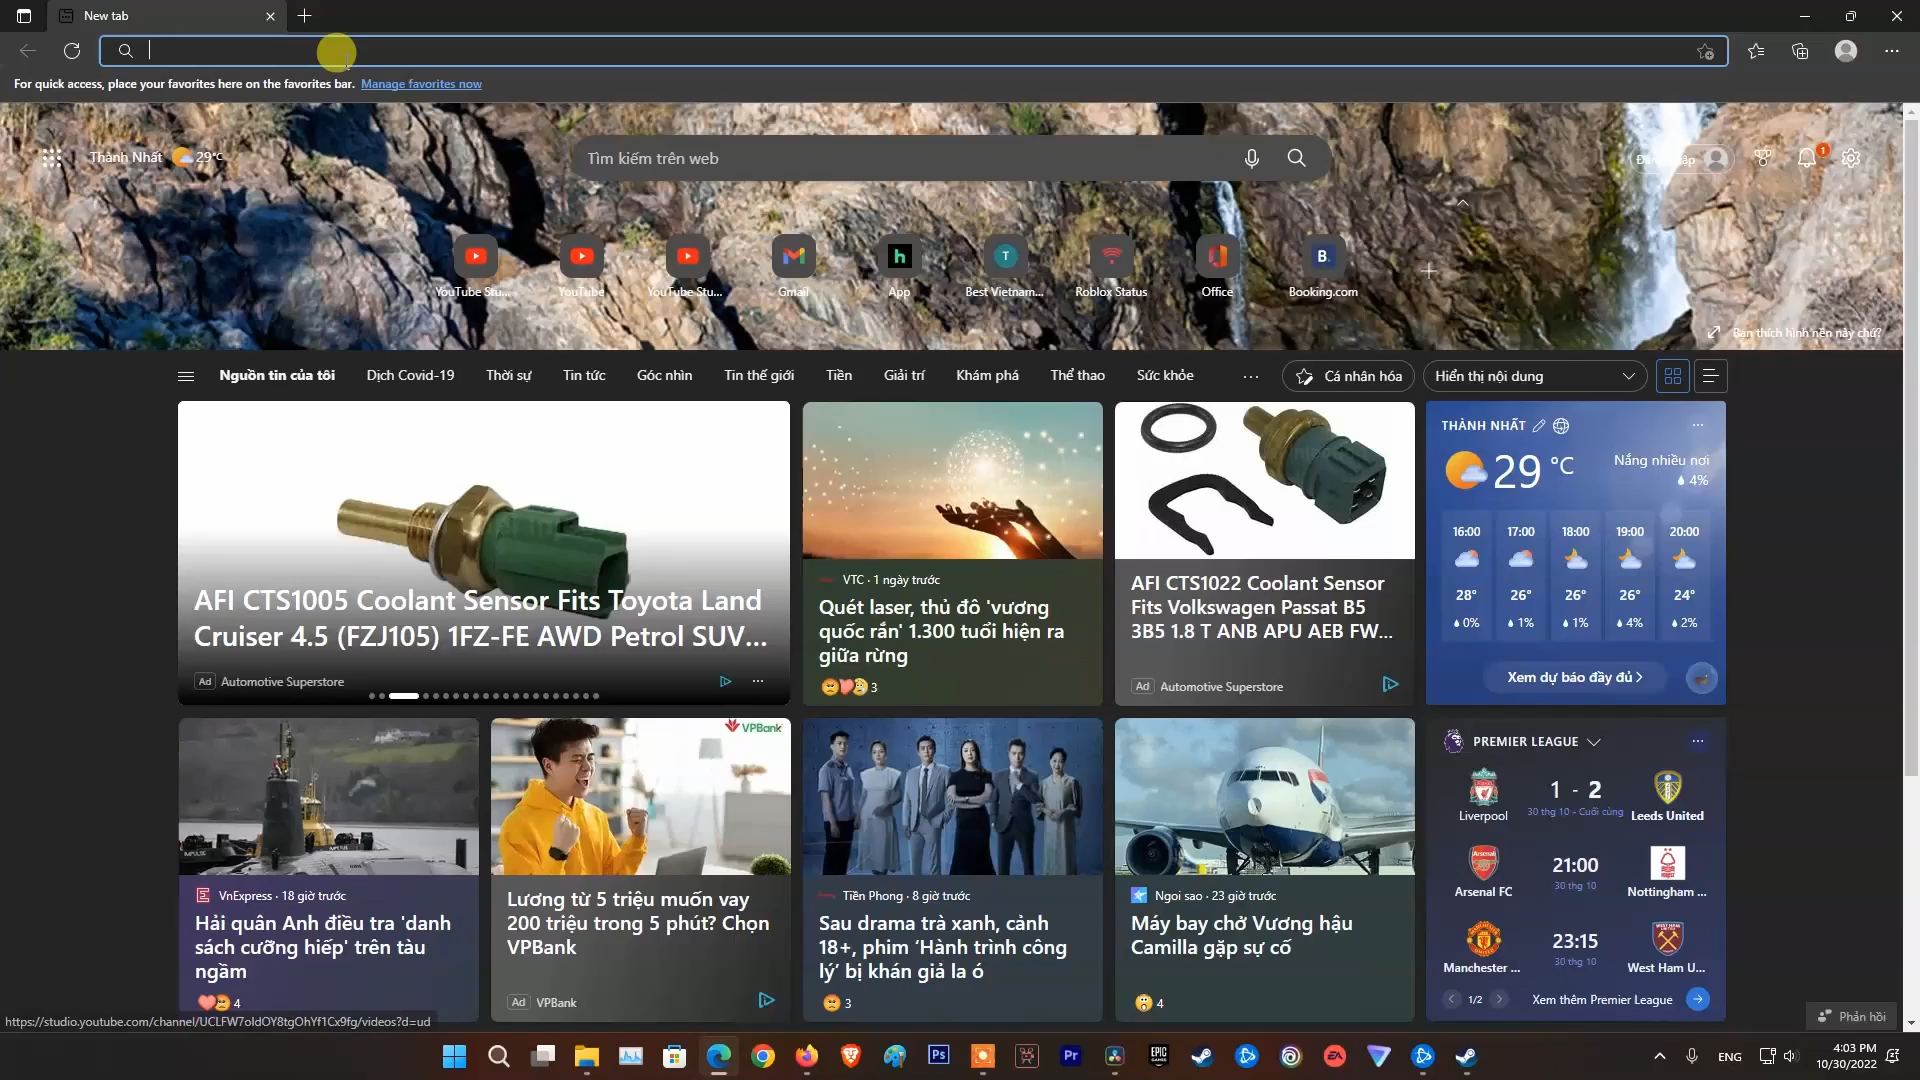 New tab
For quick access, place your favorites here on the favorites bar. Manage favorites now
Thành Nhất 29°C
Tìm kiếm trên web
1
YouTube Stu...
YouTube
YouTube Stu...
Gmail
App
Best Vietnam...
Roblox Status
Office
Booking.com
Bạn thích hình nền này chứ?
Nguồn tin của tôi
Dịch Covid-19
Thời sự
Tin tức
Góc nhìn
Tin thế giới
Tiền
Giải trí
Khám phá
Thể thao
Sức khỏe
Cá nhân hóa
Hiển thị nội dung
AFI CTS1005 Coolant Sensor Fits Toyota Land
Cruiser 4.5 (FZJ105) 1FZ-FE AWD Petrol SUV...
Ad Automotive Superstore
VTC · 1 ngày trước
Quét laser, thủ đô 'vương
quốc rắn' 1.300 tuổi hiện ra
giữa rừng
3
AFI CTS1022 Coolant Sensor
Fits Volkswagen Passat B5
3B5 1.8 T ANB APU AEB FW...
Ad Automotive Superstore
THÀNH NHẤT
29 °C
Nắng nhiều nơi
4%
16:00 17:00 18:00 19:00 20:00
28° 26° 26° 26° 24°
0% 1% 1% 4% 2%
Xem dự báo đầy đủ
VnExpress · 18 giờ trước
Hải quân Anh điều tra 'danh
sách cưỡng hiếp' trên tàu
ngầm
4
VPBank
Lương từ 5 triệu muốn vay
200 triệu trong 5 phút? Chọn
VPBank
Ad VPBank
Tiền Phong · 8 giờ trước
Sau drama trà xanh, cảnh
18+, phim ‘Hành trình công
lý’ bị khán giả la ó
3
Ngoi sao · 23 giờ trước
Máy bay chở Vương hậu
Camilla gặp sự cố
4
PREMIER LEAGUE
1 - 2
30 thg 10 - Cuối cùng
Liverpool
Leeds United
21:00
30 thg 10
Arsenal FC
Nottingham ...
23:15
30 thg 10
Manchester ...
West Ham U...
1/2
Xem thêm Premier League
Phản hồi
https://studio.youtube.com/channel/UCLFW7oldOY8tgOhYf1Cx9fg/videos?d=ud
ENG
4:03 PM
10/30/2022